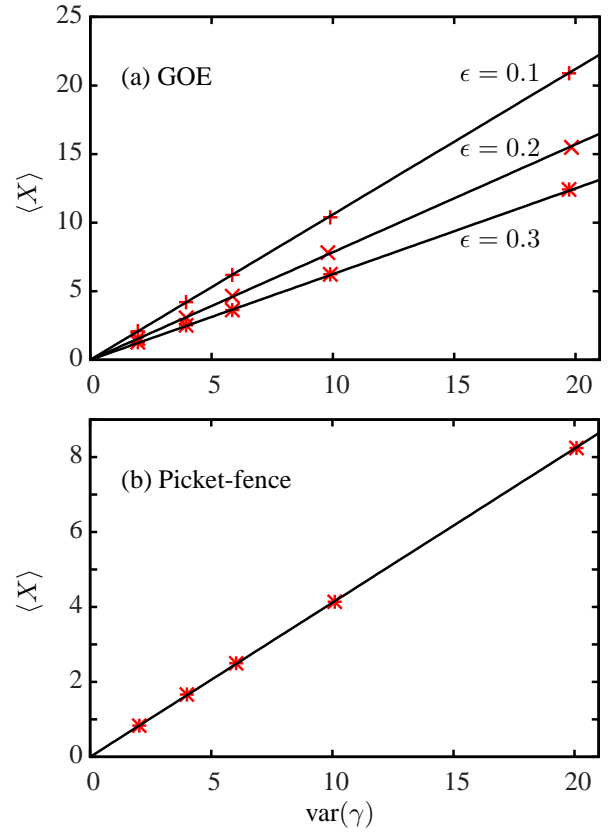 25
20
15
10
5
0
⟨X⟩
(a) GOE
ϵ = 0.1
ϵ = 0.2
ϵ = 0.3
0 5 10 15 20
8
6
4
2
0
⟨X⟩
(b) Picket-fence
0 5 10 15 20
var(γ)